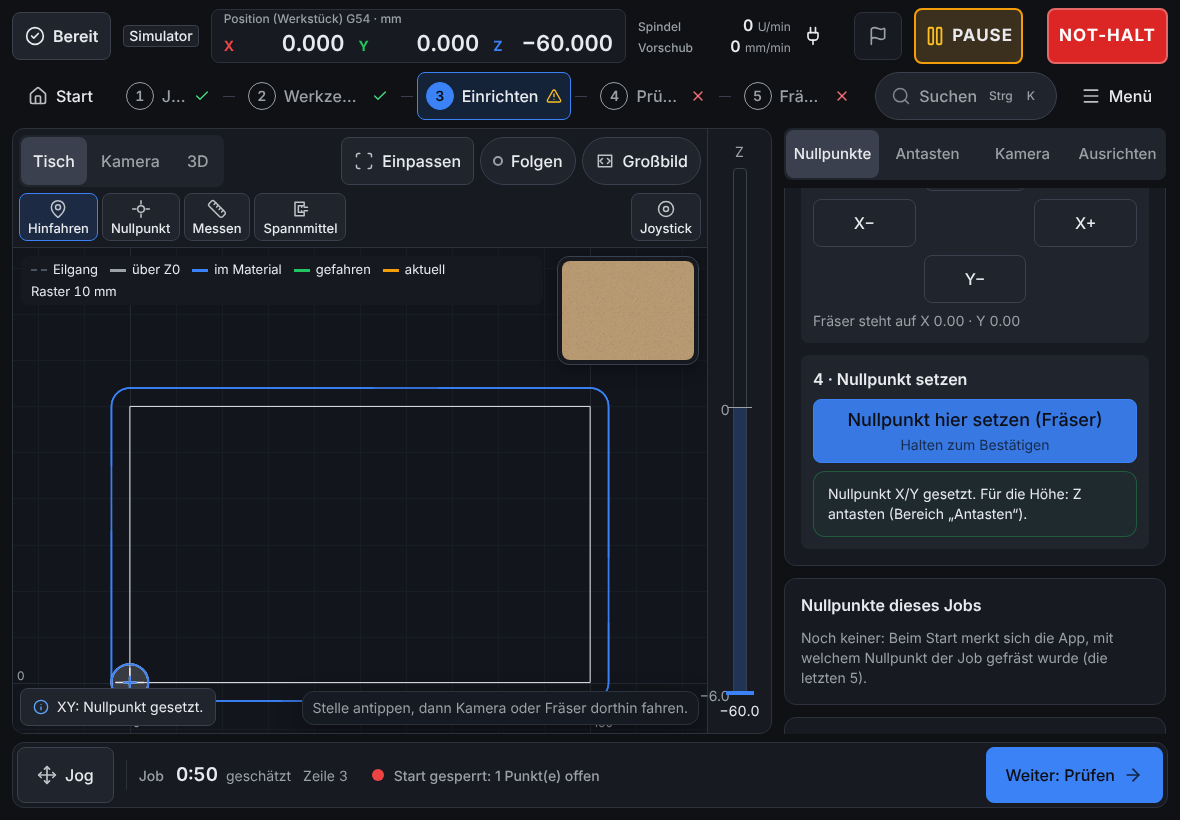 Bereit
Simulator
Position (Werkstück) G54 · mm
X 0.000 Y 0.000 Z −60.000
Spindel 0 U/min
Vorschub 0 mm/min
PAUSE
NOT-HALT
Start
1 J...
2 Werkze...
3 Einrichten
4 Prü...
5 Frä...
Suchen Strg K
Menü
Tisch Kamera 3D
Einpassen
Folgen
Großbild
Hinfahren
Nullpunkt
Messen
Spannmittel
Joystick
Eilgang über Z0 im Material gefahren aktuell
Raster 10 mm
0
XY: Nullpunkt gesetzt.
Stelle antippen, dann Kamera oder Fräser dorthin fahren.
Z
0
−6.0
−60.0
Nullpunkte Antasten Kamera Ausrichten
X− X+
Y−
Fräser steht auf X 0.00 · Y 0.00
4 · Nullpunkt setzen
Nullpunkt hier setzen (Fräser)
Halten zum Bestätigen
Nullpunkt X/Y gesetzt. Für die Höhe: Z
antasten (Bereich „Antasten“).
Nullpunkte dieses Jobs
Noch keiner: Beim Start merkt sich die App, mit
welchem Nullpunkt der Job gefräst wurde (die
letzten 5).
Jog
Job 0:50 geschätzt Zeile 3
Start gesperrt: 1 Punkt(e) offen
Weiter: Prüfen